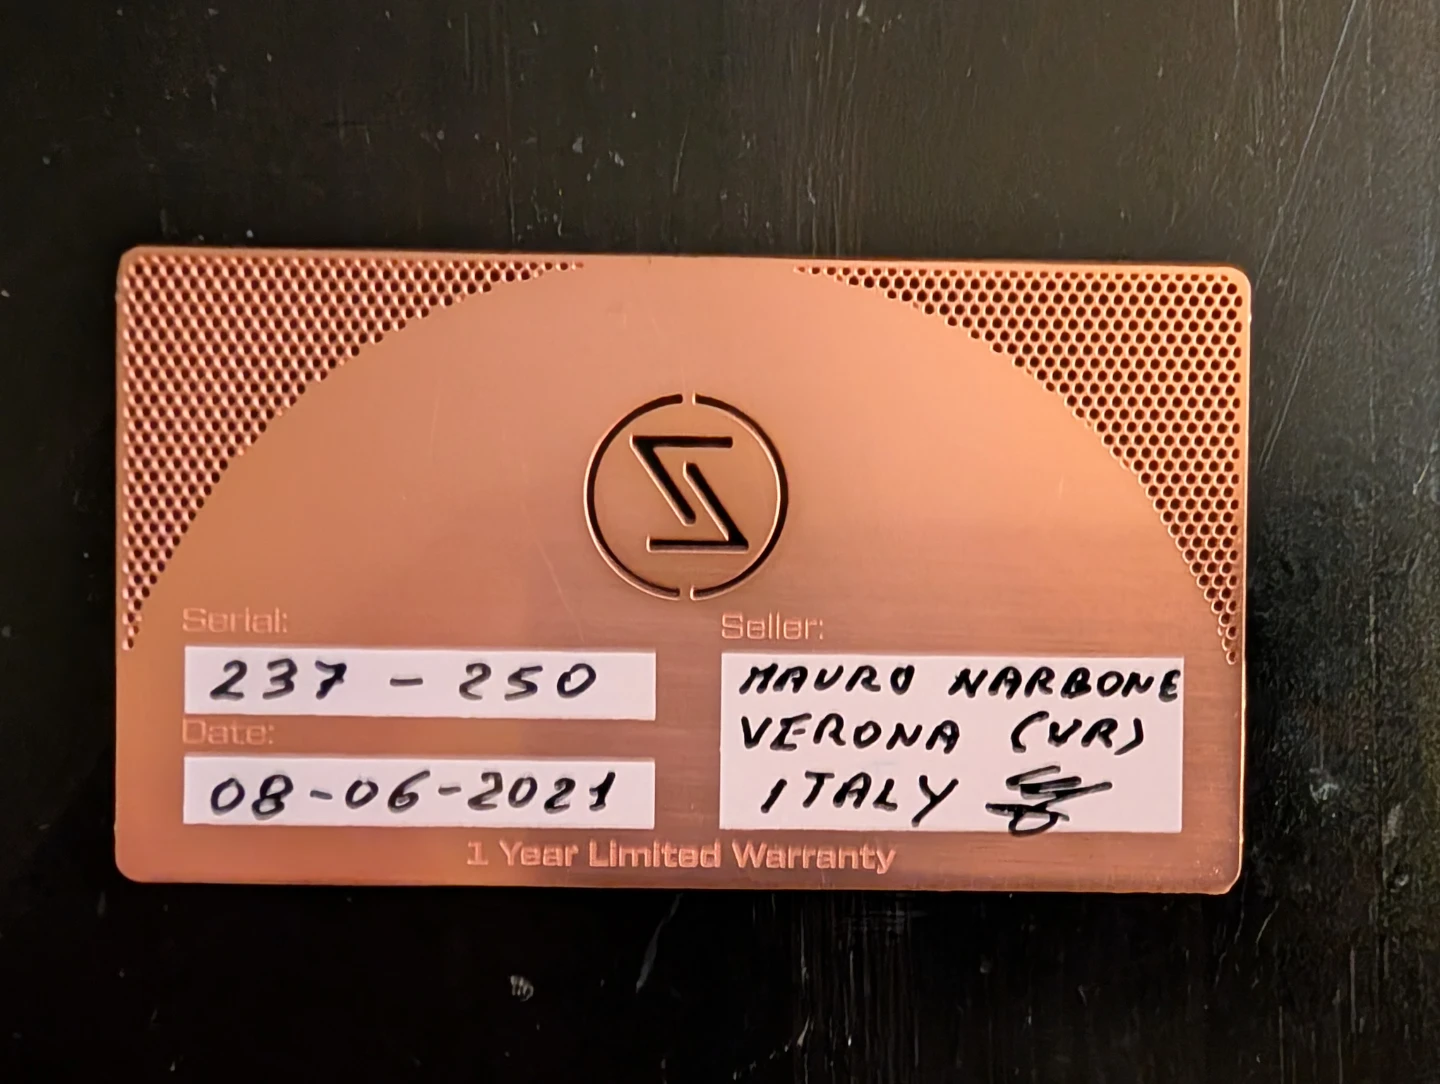 Serial:
237 - 250
Date:
08-06-2021
Seller:
MAURO NARBONE
VERONA (VR)
ITALY
1 Year Limited Warranty